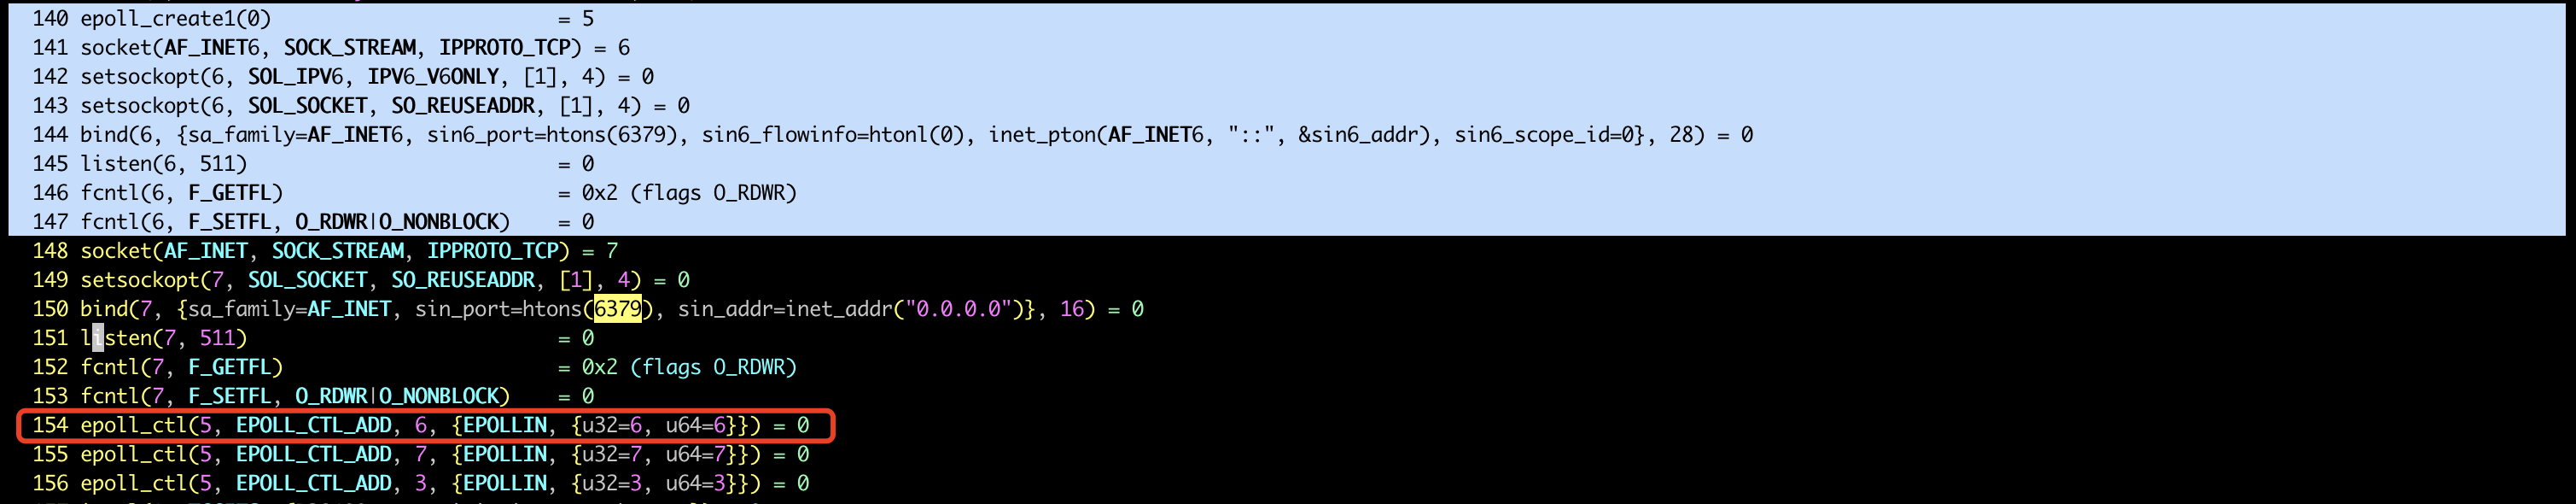 140 epoll_create1(0)                        = 5
141 socket(AF_INET6, SOCK_STREAM, IPPROTO_TCP) = 6
142 setsockopt(6, SOL_IPV6, IPV6_V6ONLY, [1], 4) = 0
143 setsockopt(6, SOL_SOCKET, SO_REUSEADDR, [1], 4) = 0
144 bind(6, {sa_family=AF_INET6, sin6_port=htons(6379), sin6_flowinfo=htonl(0), inet_pton(AF_INET6, "::", &sin6_addr), sin6_scope_id=0}, 28) = 0
145 listen(6, 511)                          = 0
146 fcntl(6, F_GETFL)                       = 0x2 (flags O_RDWR)
147 fcntl(6, F_SETFL, O_RDWR|O_NONBLOCK)    = 0
148 socket(AF_INET, SOCK_STREAM, IPPROTO_TCP) = 7
149 setsockopt(7, SOL_SOCKET, SO_REUSEADDR, [1], 4) = 0
150 bind(7, {sa_family=AF_INET, sin_port=htons(6379), sin_addr=inet_addr("0.0.0.0")}, 16) = 0
151 listen(7, 511)                          = 0
152 fcntl(7, F_GETFL)                       = 0x2 (flags O_RDWR)
153 fcntl(7, F_SETFL, O_RDWR|O_NONBLOCK)    = 0
154 epoll_ctl(5, EPOLL_CTL_ADD, 6, {EPOLLIN, {u32=6, u64=6}}) = 0
155 epoll_ctl(5, EPOLL_CTL_ADD, 7, {EPOLLIN, {u32=7, u64=7}}) = 0
156 epoll_ctl(5, EPOLL_CTL_ADD, 3, {EPOLLIN, {u32=3, u64=3}}) = 0